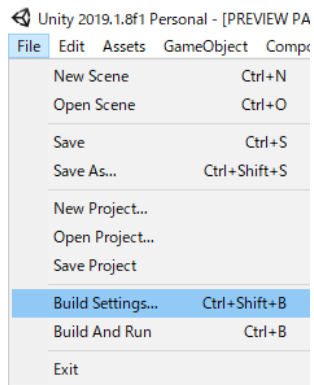 Unity 2019.1.8f1 Personal - [PREVIEW PA
File Edit Assets GameObject Compo
New Scene Ctrl+N
Open Scene Ctrl+O
Save Ctrl+S
Save As... Ctrl+Shift+S
New Project...
Open Project...
Save Project
Build Settings... Ctrl+Shift+B
Build And Run Ctrl+B
Exit